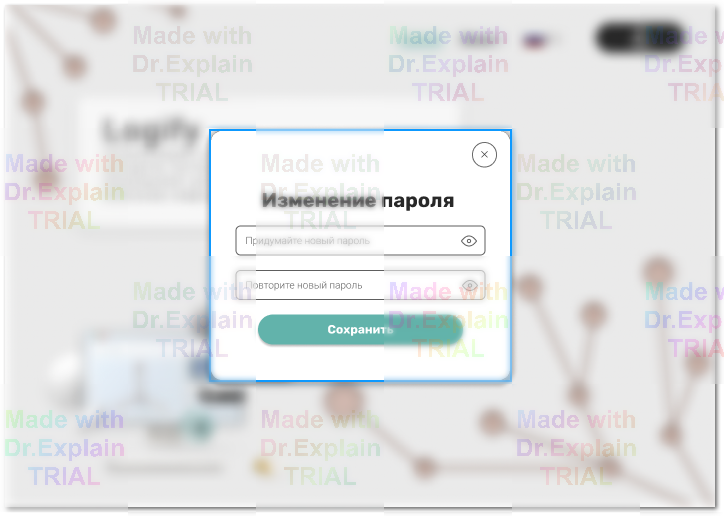 Made with
Dr.Explain
TRIAL
Made with
Dr.Explain
TRIAL
Made with
Dr.Explain
TRIAL
Logify
Made with
Dr.Explain
TRIAL
Made with
Dr.Explain
TRIAL
Made with
Dr.Explain
TRIAL
Изменение пароля
Придумайте новый пароль
Повторите новый пароль
Сохранить
Made with
Dr.Explain
TRIAL
Made with
Dr.Explain
TRIAL
Made with
Dr.Explain
Made with
Dr.Explain
TRIAL
Made with
Dr.Explain
TRIAL
Made with
Dr.Explain
TRIAL